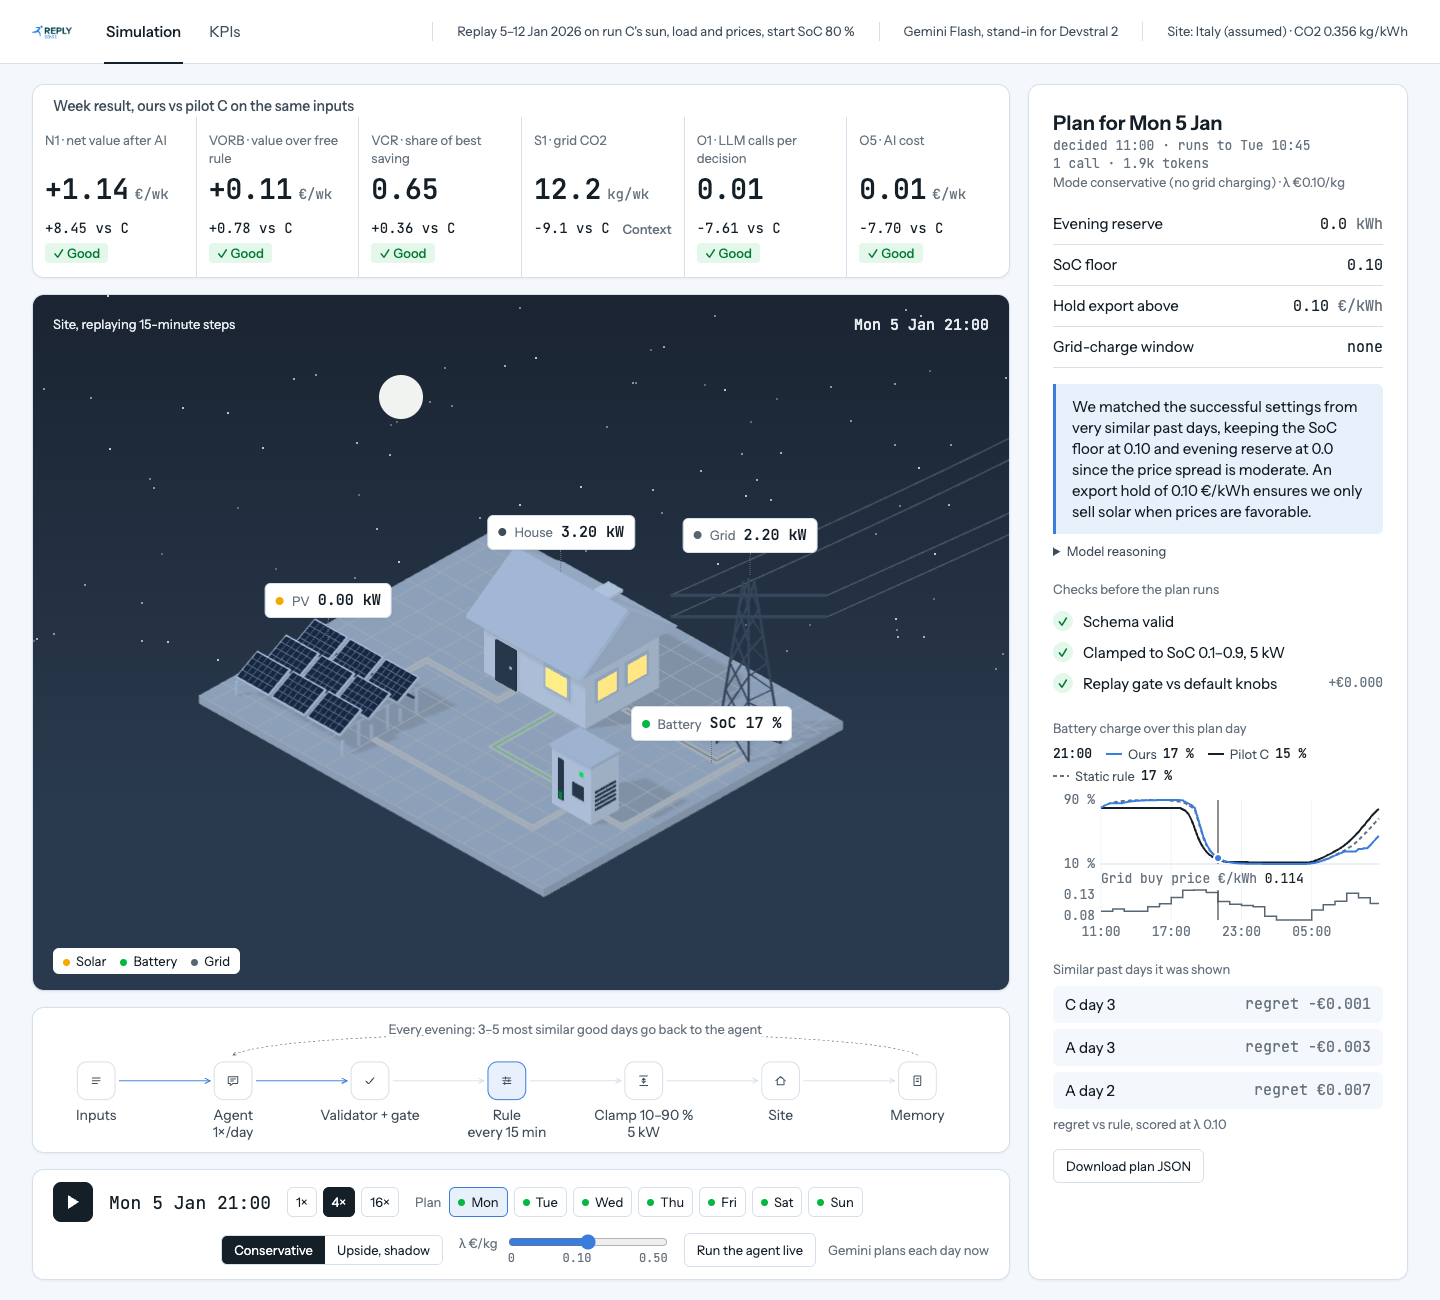 REPLY
Simulation
KPIs
Replay 5–12 Jan 2026 on run C's sun, load and prices, start SoC 80 %
Gemini Flash, stand-in for Devstral 2
Site: Italy (assumed) · CO2 0.356 kg/kWh
Week result, ours vs pilot C on the same inputs
N1 · net value after AI
+1.14 €/wk
+8.45 vs C
✓ Good
VORB · value over free
rule
+0.11 €/wk
+0.78 vs C
✓ Good
VCR · share of best
saving
0.65
+0.36 vs C
✓ Good
S1 · grid CO2
12.2 kg/wk
-9.1 vs C Context
O1 · LLM calls per
decision
0.01
-7.61 vs C
✓ Good
O5 · AI cost
0.01 €/wk
-7.70 vs C
✓ Good
Site, replaying 15-minute steps
Mon 5 Jan 21:00
House 3.20 kW
Grid 2.20 kW
PV 0.00 kW
Battery SoC 17 %
Solar
Battery
Grid
Every evening: 3–5 most similar good days go back to the agent
Inputs
Agent
1×/day
Validator + gate
Rule
every 15 min
Clamp 10–90 %
5 kW
Site
Memory
Mon 5 Jan 21:00
1×
4×
16×
Plan
Mon
Tue
Wed
Thu
Fri
Sat
Sun
Conservative
Upside, shadow
λ €/kg
0
0.10
0.50
Run the agent live
Gemini plans each day now
Plan for Mon 5 Jan
decided 11:00 · runs to Tue 10:45
1 call · 1.9k tokens
Mode conservative (no grid charging) · λ €0.10/kg
Evening reserve 0.0 kWh
SoC floor 0.10
Hold export above 0.10 €/kWh
Grid-charge window none
We matched the successful settings from
very similar past days, keeping the SoC
floor at 0.10 and evening reserve at 0.0
since the price spread is moderate. An
export hold of 0.10 €/kWh ensures we only
sell solar when prices are favorable.
Model reasoning
Checks before the plan runs
Schema valid
Clamped to SoC 0.1–0.9, 5 kW
Replay gate vs default knobs +€0.000
Battery charge over this plan day
21:00 Ours 17 % Pilot C 15 %
Static rule 17 %
90 %
10 %
Grid buy price €/kWh 0.114
0.13
0.08
11:00 17:00 23:00 05:00
Similar past days it was shown
C day 3 regret -€0.001
A day 3 regret -€0.003
A day 2 regret €0.007
regret vs rule, scored at λ 0.10
Download plan JSON